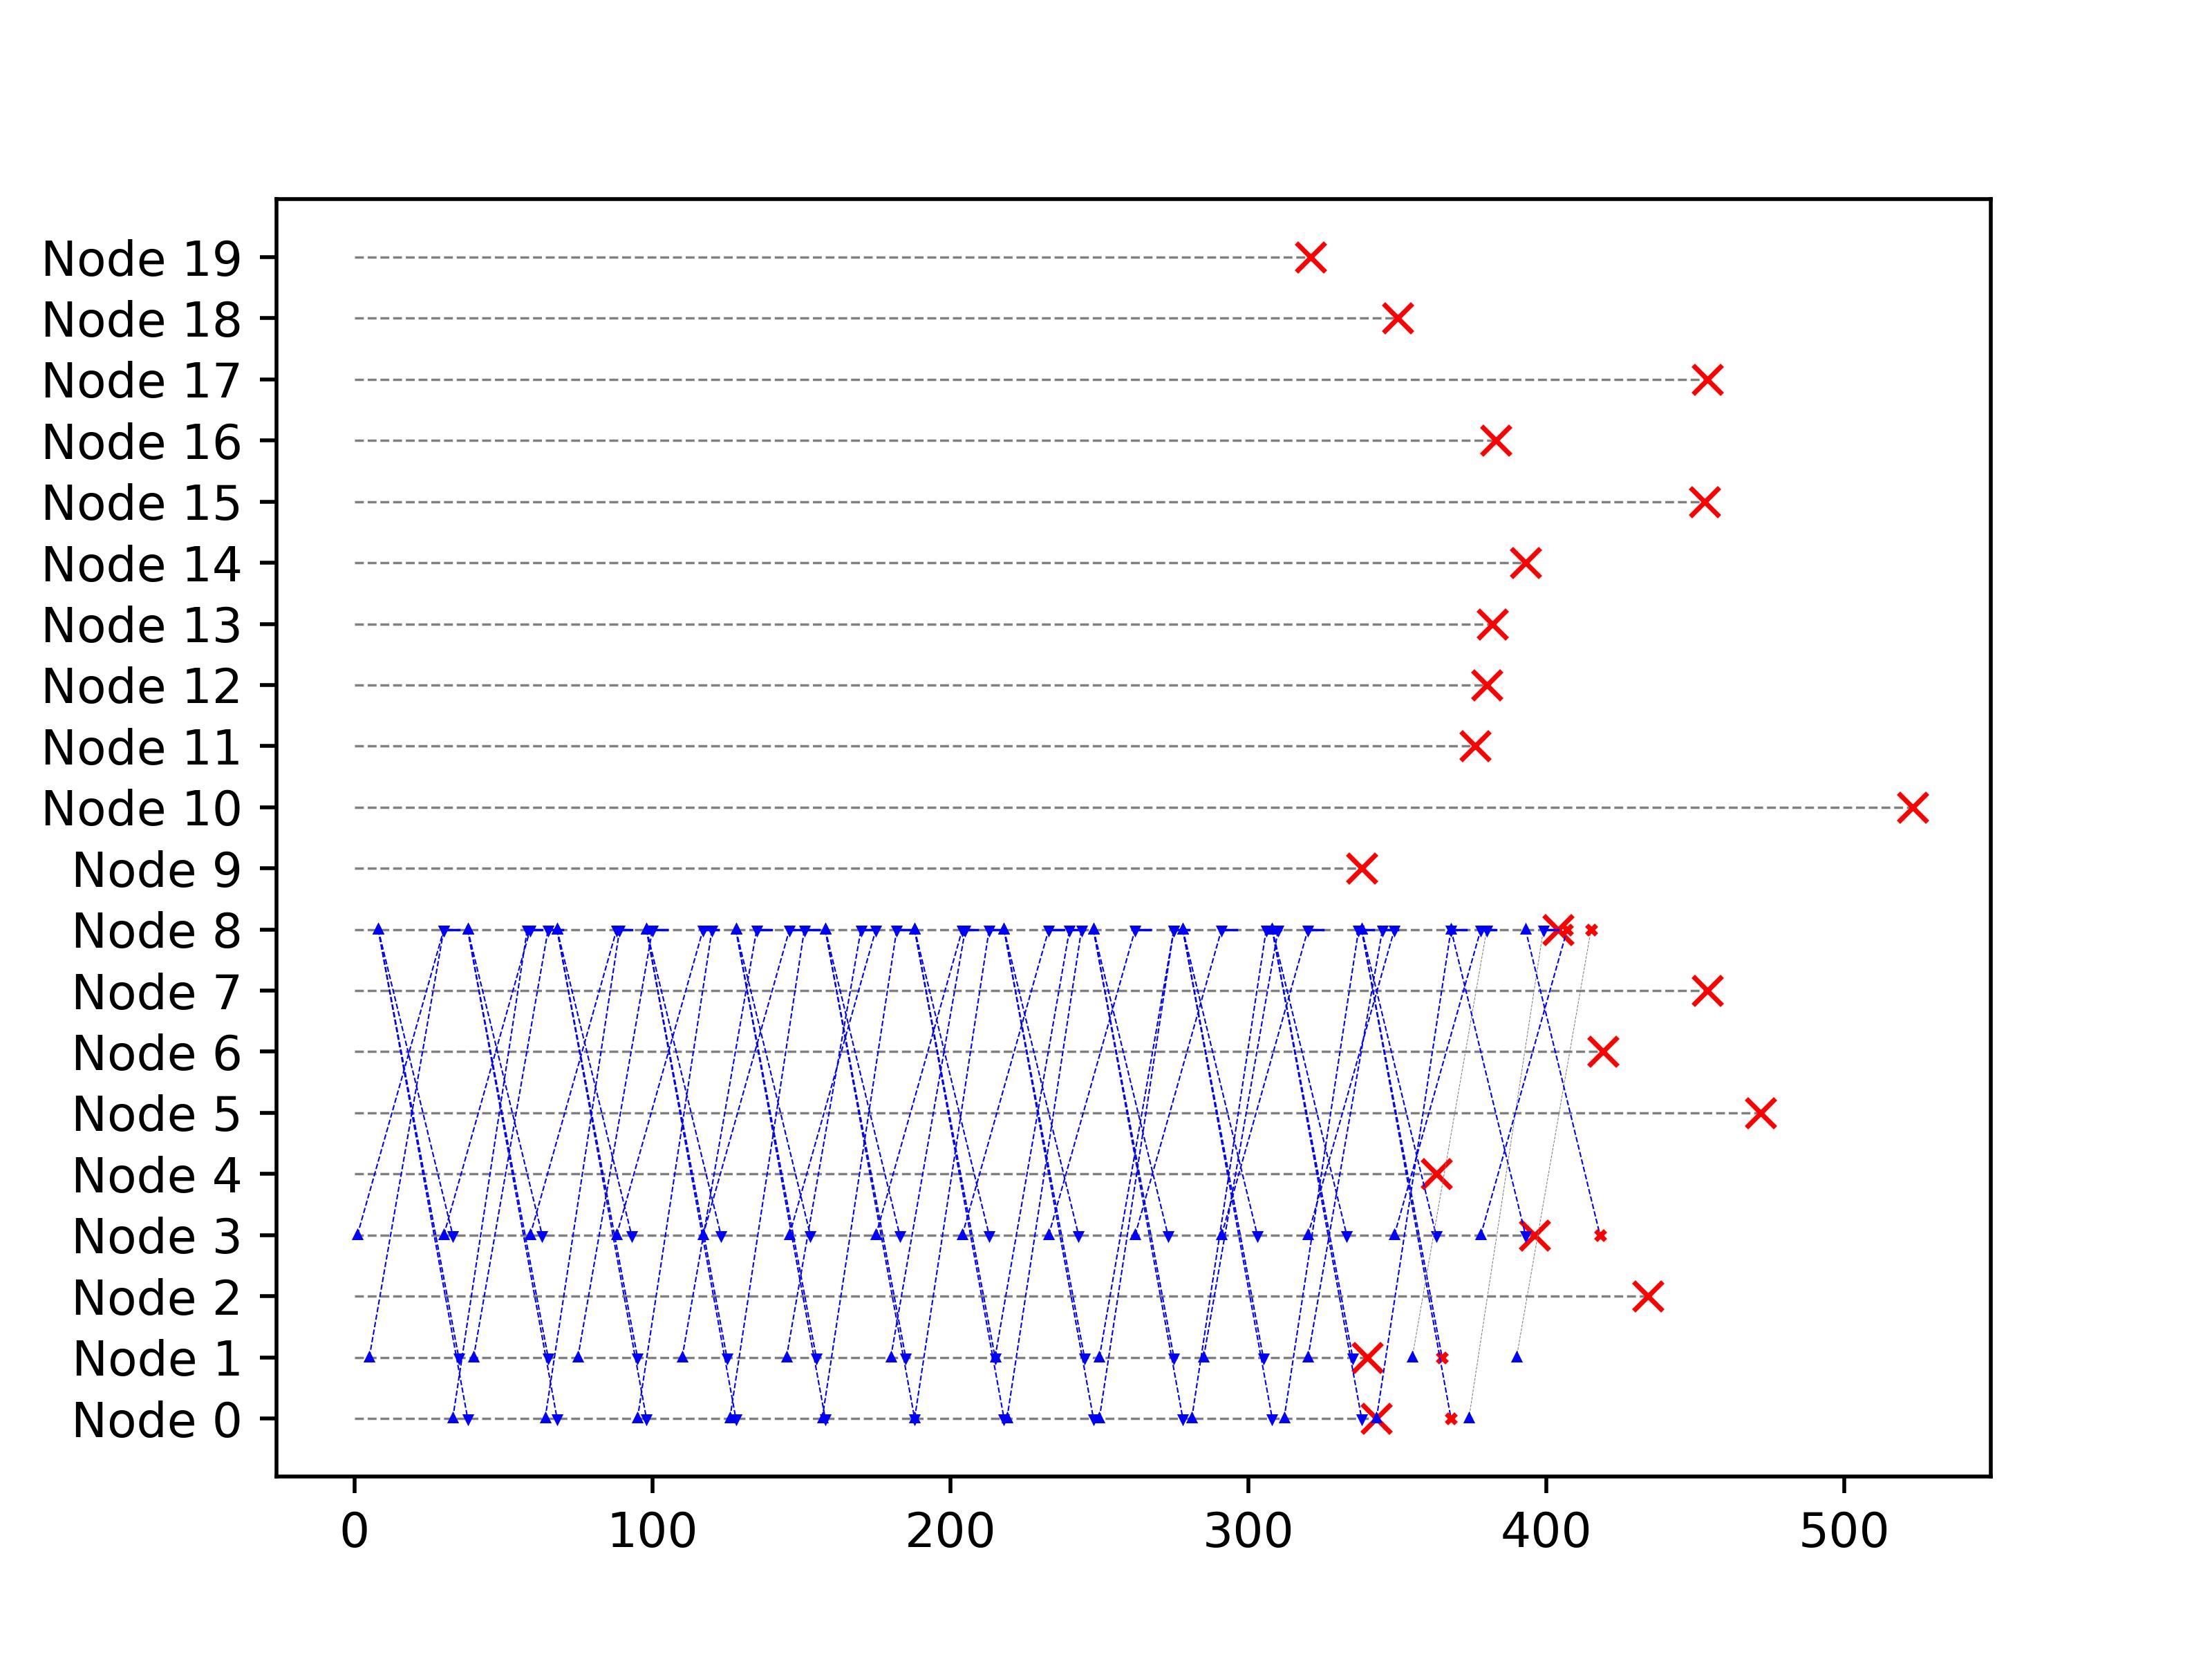 Node 19
Node 18
Node 17
Node 16
Node 15
Node 14
Node 13
Node 12
Node 11
Node 10
Node 9
Node 8
Node 7
Node 6
Node 5
Node 4
Node 3
Node 2
Node 1
Node 0
0 100 200 300 400 500